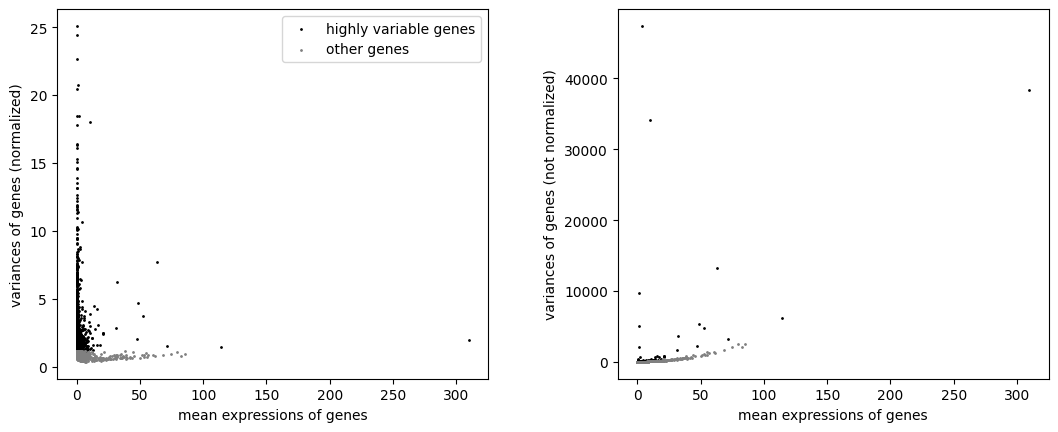 25
20
15
10
5
0
variances of genes (normalized)
highly variable genes
other genes
0 50 100 150 200 250 300
mean expressions of genes
40000
30000
20000
10000
0
variances of genes (not normalized)
0 50 100 150 200 250 300
mean expressions of genes